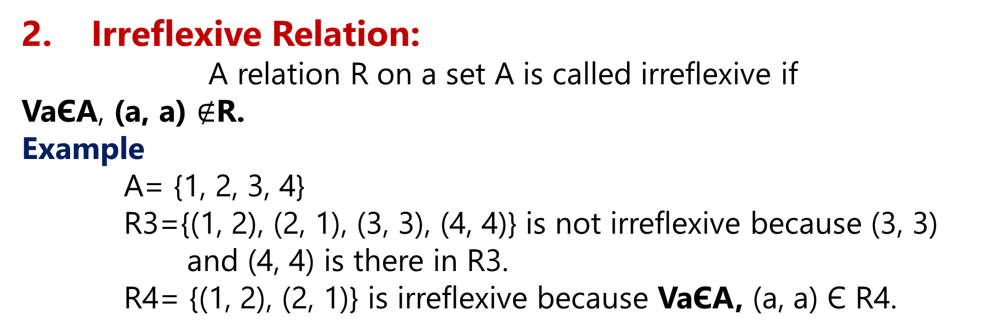 2. Irreflexive Relation:
A relation R on a set A is called irreflexive if
VaЄA, (a, a) ∉R.
Example
A= {1, 2, 3, 4}
R3={(1, 2), (2, 1), (3, 3), (4, 4)} is not irreflexive because (3, 3)
and (4, 4) is there in R3.
R4= {(1, 2), (2, 1)} is irreflexive because VaЄA, (a, a) Є R4.